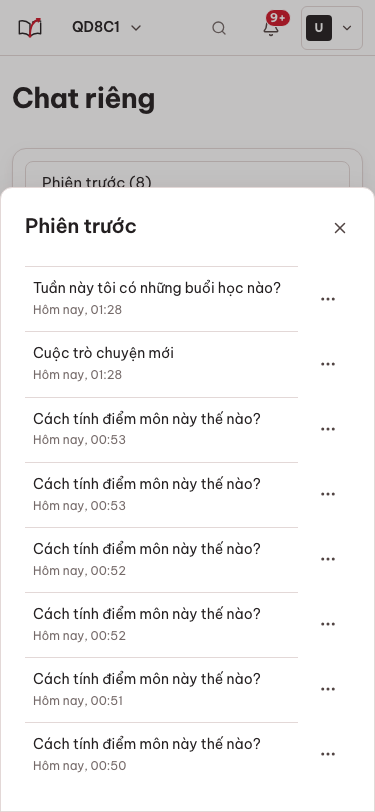 QD8C1
9+
U
Chat riêng
Phiên trước (8)
Phiên trước
Tuần này tôi có những buổi học nào?
Hôm nay, 01:28
Cuộc trò chuyện mới
Hôm nay, 01:28
Cách tính điểm môn này thế nào?
Hôm nay, 00:53
Cách tính điểm môn này thế nào?
Hôm nay, 00:53
Cách tính điểm môn này thế nào?
Hôm nay, 00:52
Cách tính điểm môn này thế nào?
Hôm nay, 00:52
Cách tính điểm môn này thế nào?
Hôm nay, 00:51
Cách tính điểm môn này thế nào?
Hôm nay, 00:50